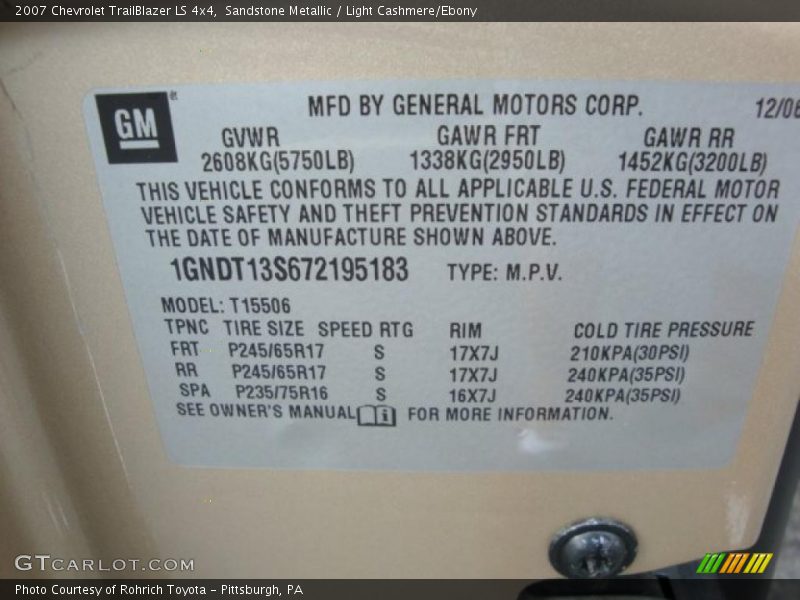 2007 Chevrolet TrailBlazer LS 4x4,  Sandstone Metallic / Light Cashmere/Ebony
GM
MFD BY GENERAL MOTORS CORP. 12/06
GVWR GAWR FRT GAWR RR
2608KG(5750LB) 1338KG(2950LB) 1452KG(3200LB)
THIS VEHICLE CONFORMS TO ALL APPLICABLE U.S. FEDERAL MOTOR
VEHICLE SAFETY AND THEFT PREVENTION STANDARDS IN EFFECT ON
THE DATE OF MANUFACTURE SHOWN ABOVE.
1GNDT13S672195183 TYPE: M.P.V.
MODEL: T15506
TPNC TIRE SIZE SPEED RTG RIM COLD TIRE PRESSURE
FRT P245/65R17 S 17X7J 210KPA(30PSI)
RR P245/65R17 S 17X7J 240KPA(35PSI)
SPA P235/75R16 S 16X7J 240KPA(35PSI)
SEE OWNER'S MANUAL FOR MORE INFORMATION.
GTCARLOT.COM
Photo Courtesy of Rohrich Toyota - Pittsburgh, PA